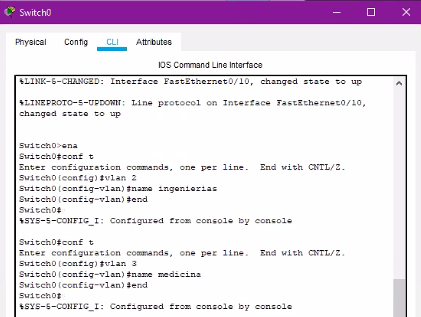 Switch0
Physical Config CLI Attributes
IOS Command Line Interface
%LINK-5-CHANGED: Interface FastEthernet0/10, changed state to up
%LINEPROTO-5-UPDOWN: Line protocol on Interface FastEthernet0/10,
changed state to up
Switch0>ena
Switch0#conf t
Enter configuration commands, one per line.  End with CNTL/Z.
Switch0(config)#vlan 2
Switch0(config-vlan)#name ingenierias
Switch0(config-vlan)#end
Switch0#
%SYS-5-CONFIG_I: Configured from console by console
Switch0#conf t
Enter configuration commands, one per line.  End with CNTL/Z.
Switch0(config)#vlan 3
Switch0(config-vlan)#name medicina
Switch0(config-vlan)#end
Switch0#
%SYS-5-CONFIG_I: Configured from console by console